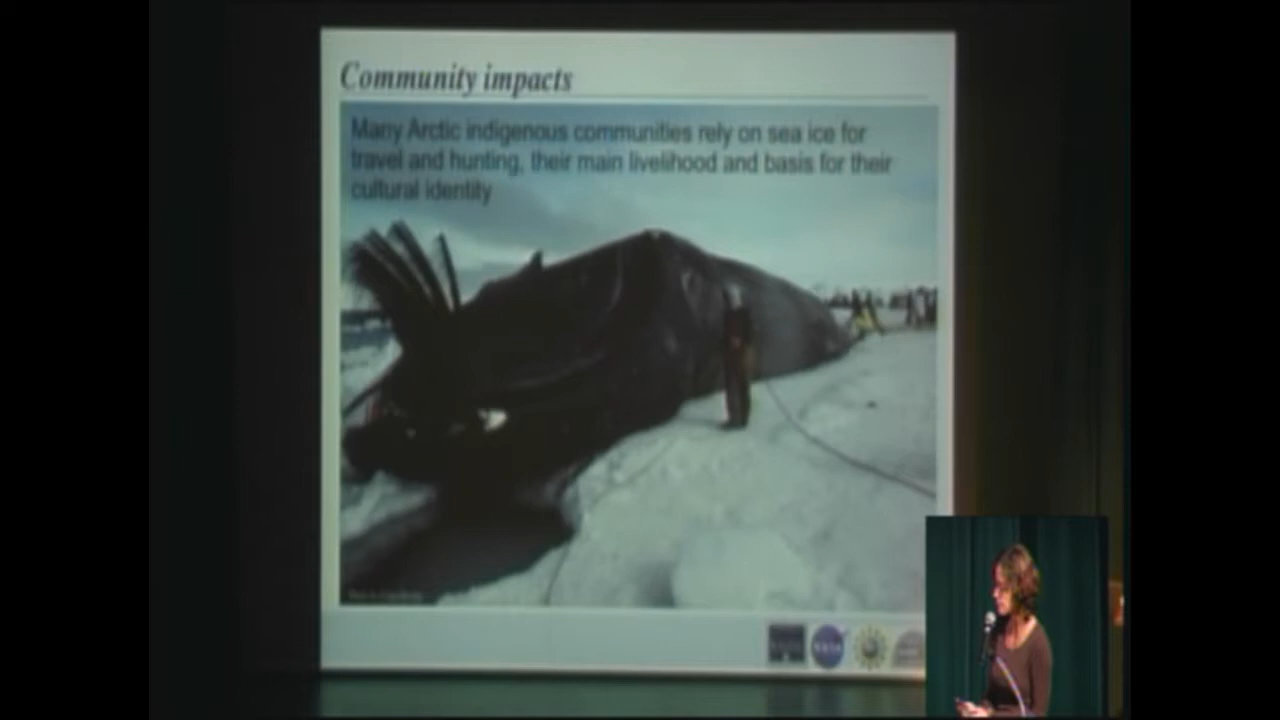 Community impacts
Many Arctic indigenous communities rely on sea ice for
travel and hunting, their main livelihood and basis for their
cultural identity
NASA